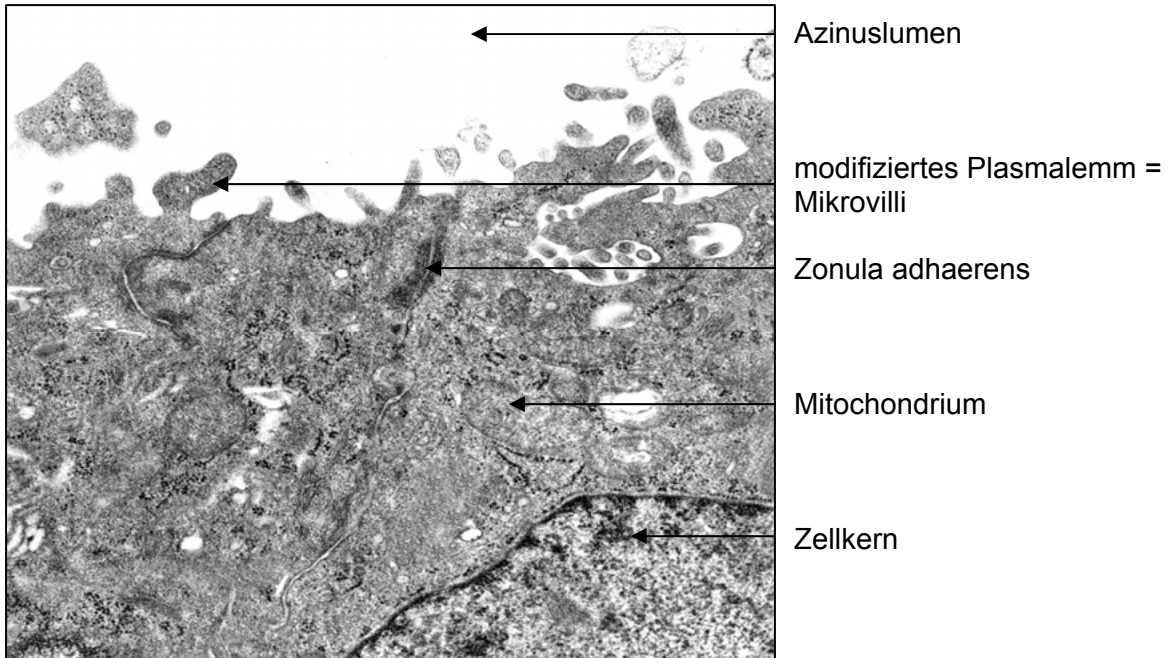 Azinuslumen
modifiziertes Plasmalemm =
Mikrovilli
Zonula adhaerens
Mitochondrium
Zellkern